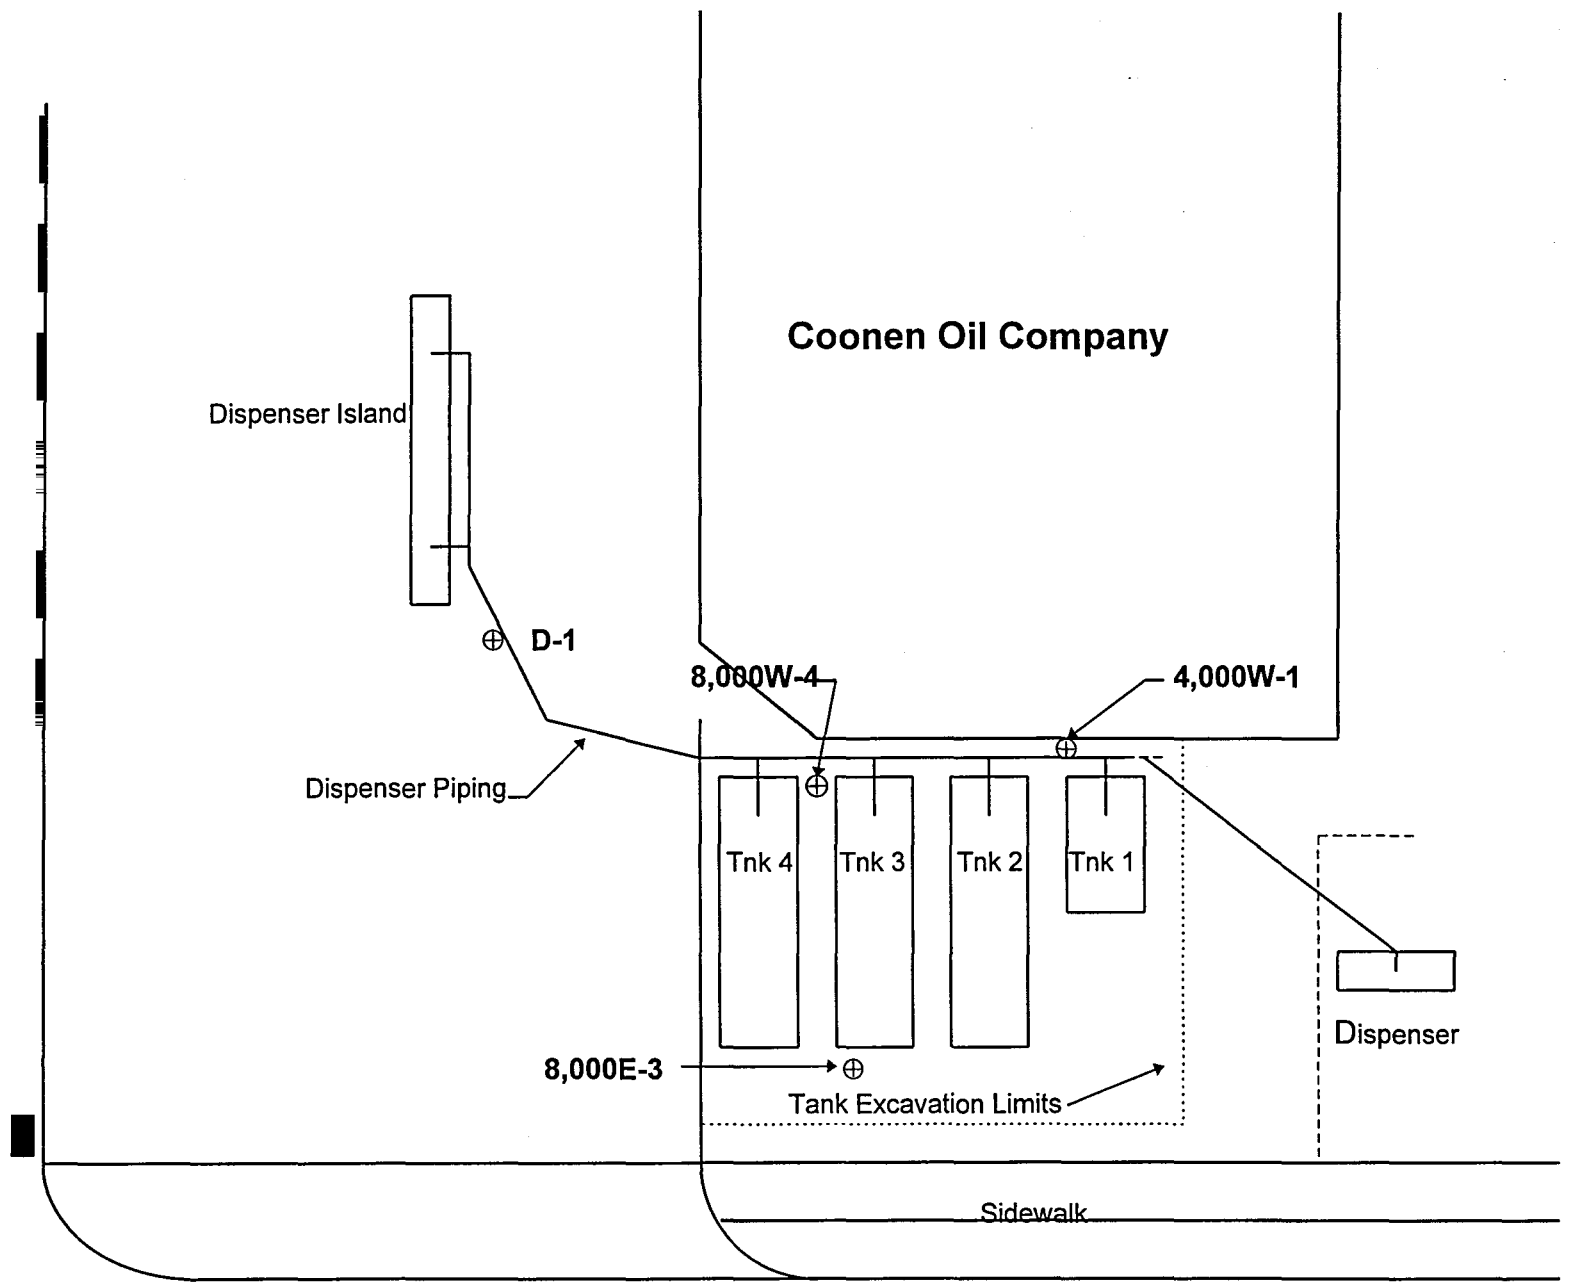 Coonen Oil Company
Dispenser Island
D-1
8,000W-4
4,000W-1
Dispenser Piping
Tnk 4
Tnk 3
Tnk 2
Tnk 1
Dispenser
8,000E-3
Tank Excavation Limits
Sidewalk